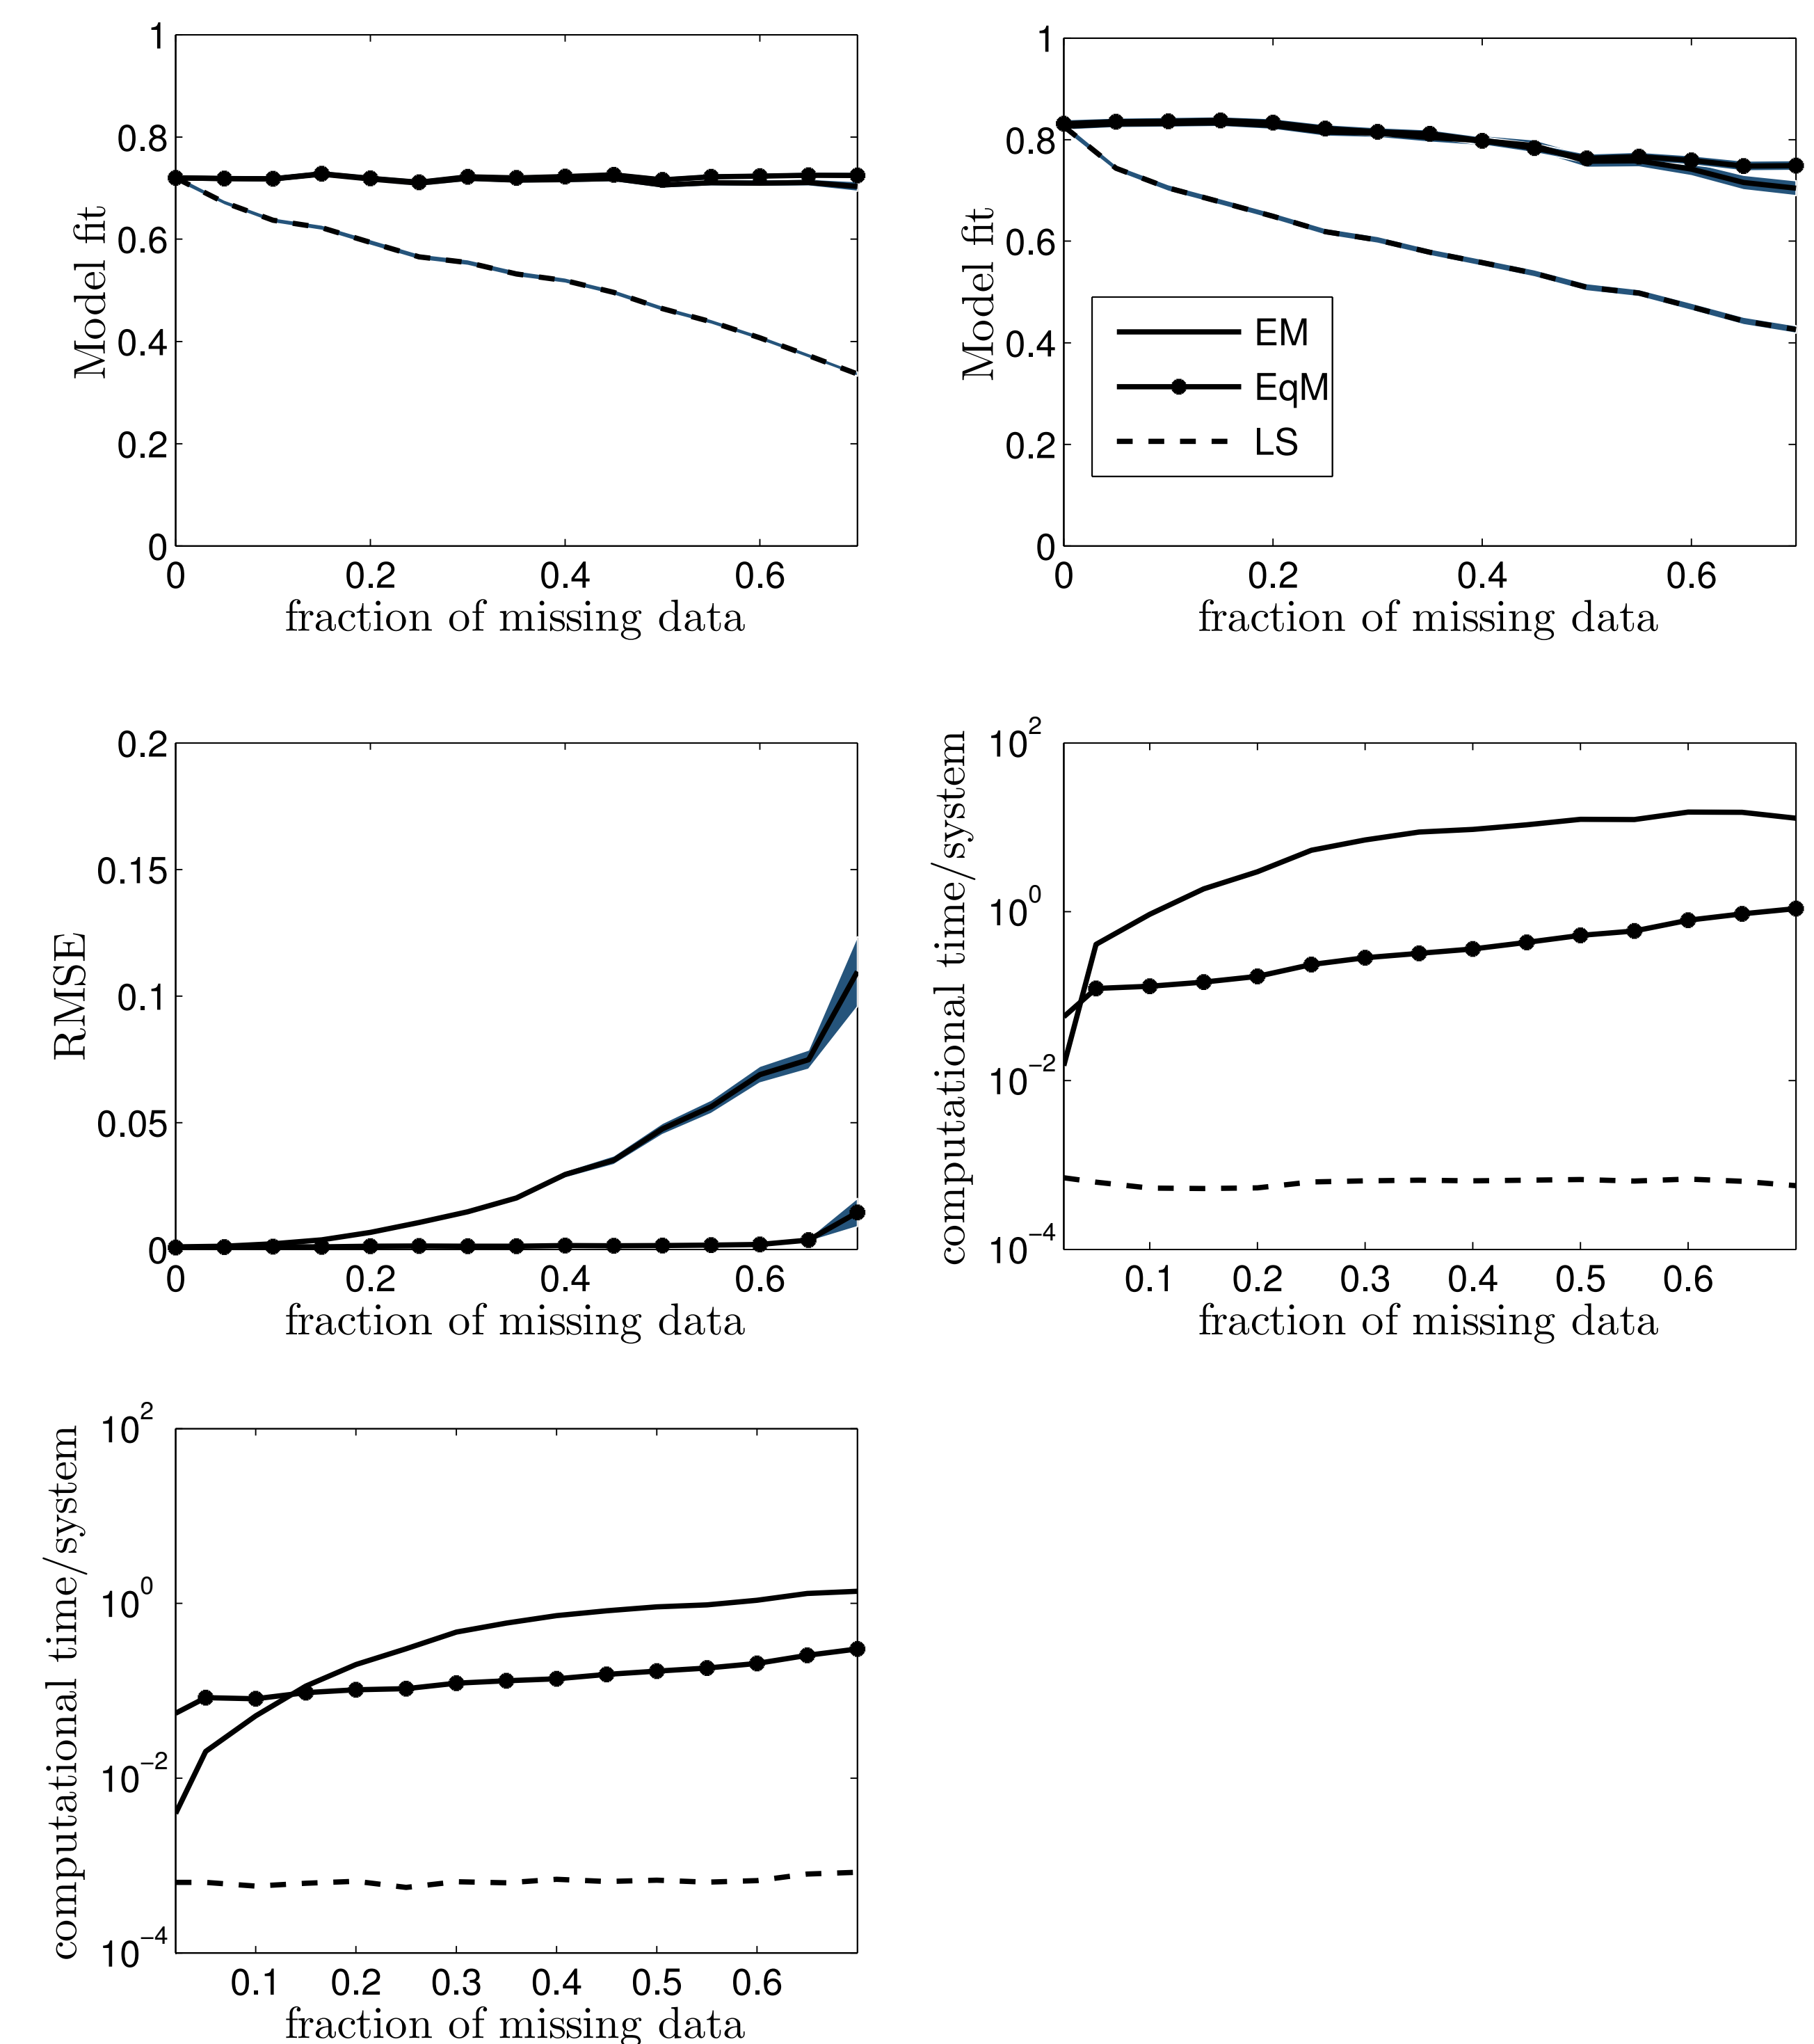 1
0.8
0.6
0.4
0.2
0
Model fit
0 0.2 0.4 0.6
fraction of missing data
1
0.8
0.6
0.4
0.2
0
Model fit
EM
EqM
LS
0 0.2 0.4 0.6
fraction of missing data
0.2
0.15
0.1
0.05
0
RMSE
0 0.2 0.4 0.6
fraction of missing data
10^2
10^0
10^−2
10^−4
computational time/system
0.1 0.2 0.3 0.4 0.5 0.6
fraction of missing data
10^2
10^0
10^−2
10^−4
computational time/system
0.1 0.2 0.3 0.4 0.5 0.6
fraction of missing data